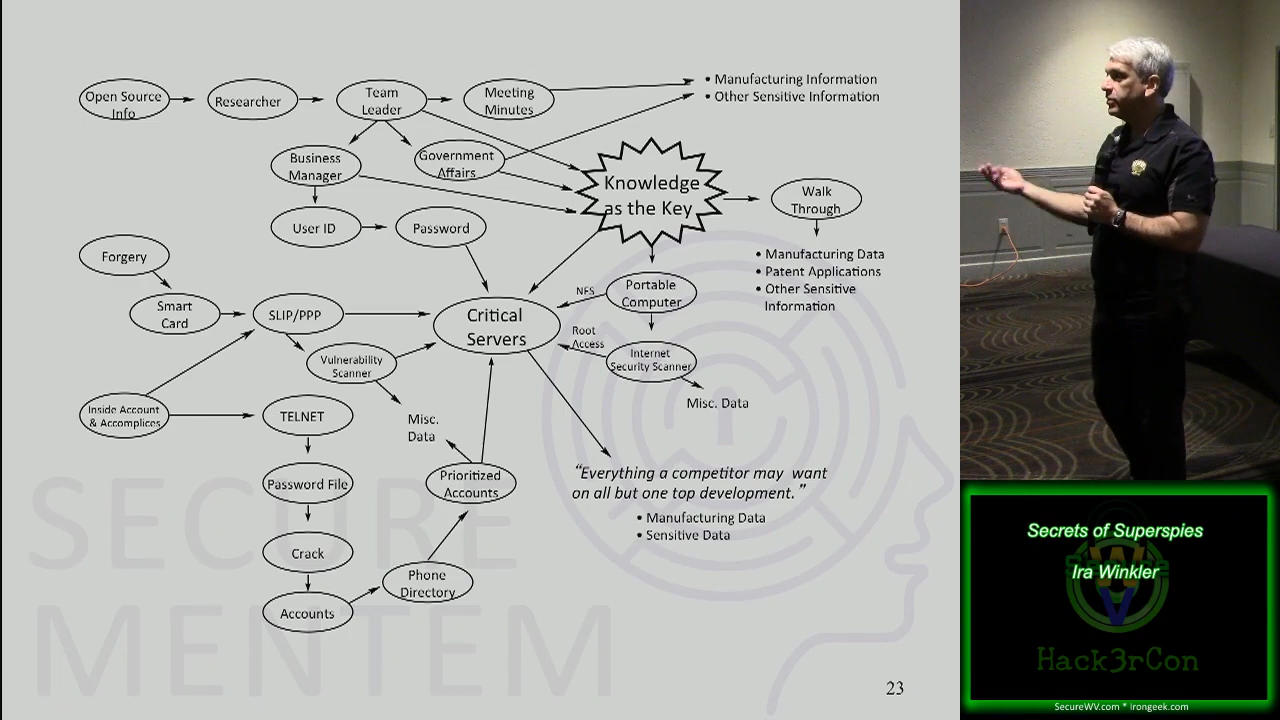 Open Source
Info
Researcher
Team
Leader
Meeting
Minutes
• Manufacturing Information
• Other Sensitive Information
Business
Manager
Government
Affairs
Knowledge
as the Key
Walk
Through
User ID
Password
• Manufacturing Data
• Patent Applications
• Other Sensitive
Information
Forgery
Smart
Card
SLIP/PPP
Critical
Servers
NFS
Portable
Computer
Root
Access
Internet
Security Scanner
Misc. Data
Vulnerability
Scanner
Inside Account
& Accomplices
TELNET
Misc.
Data
Password File
Prioritized
Accounts
Crack
Phone
Directory
Accounts
“Everything a competitor may want
on all but one top development.”
• Manufacturing Data
• Sensitive Data
SECURE
MENTEM
23
Secrets of Superspies
Ira Winkler
Hack3rCon
SecureWV.com * irongeek.com